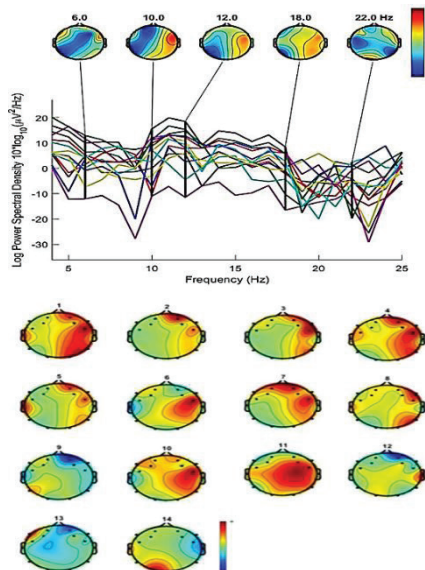 6.0 10.0 12.0 18.0 22.0 Hz
Log Power Spectral Density 10*log10(μV²/Hz)
20
10
0
-10
-20
-30
5 10 15 20 25
Frequency (Hz)
1 2 3 4
5 6 7 8
9 10 11 12
13 14
+